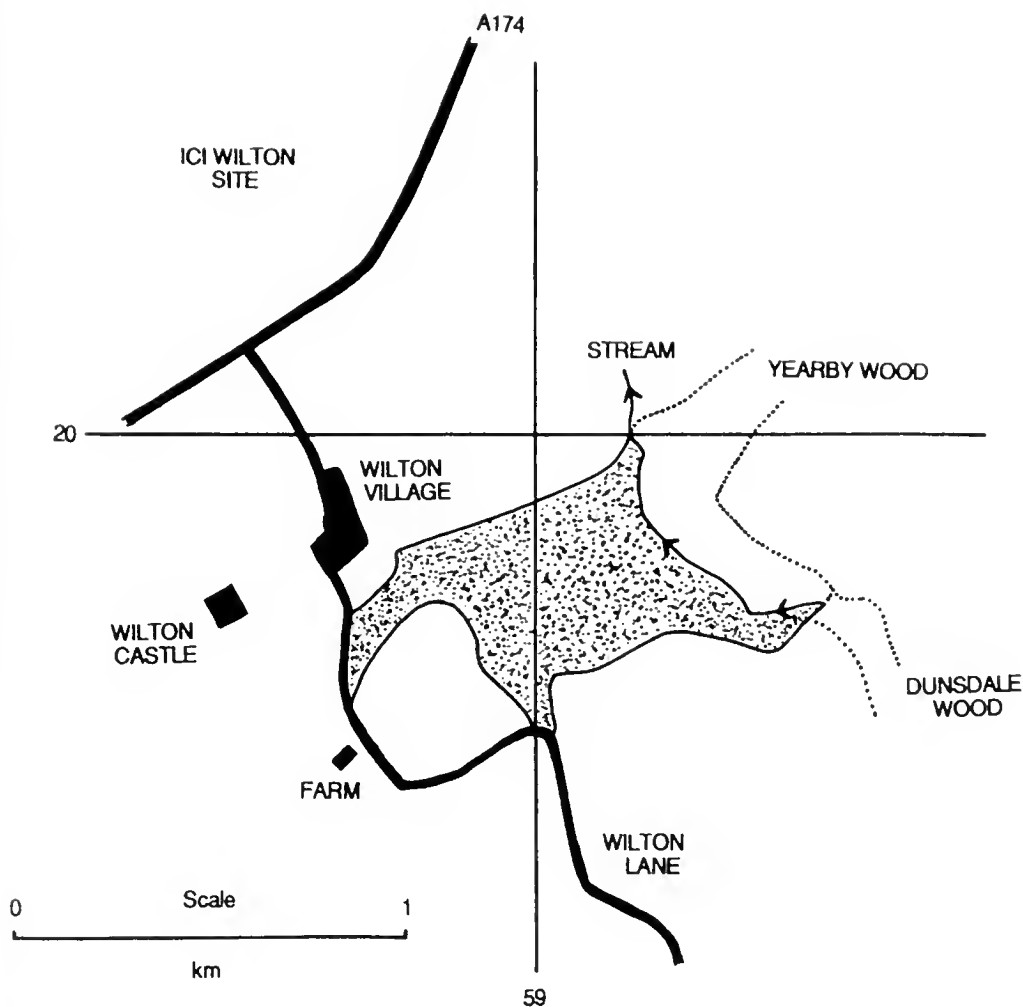 A174
ICI WILTON
SITE
STREAM
YEARBY WOOD
20
WILTON
VILLAGE
WILTON
CASTLE
DUNSDALE
WOOD
FARM
WILTON
LANE
Scale
0
1
km
59